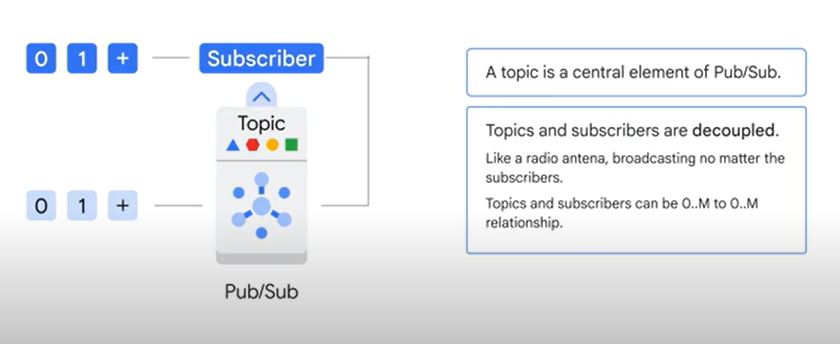 0 1 +
Subscriber
Topic
0 1 +
Pub/Sub
A topic is a central element of Pub/Sub.
Topics and subscribers are decoupled.
Like a radio antena, broadcasting no matter the
subscribers.
Topics and subscribers can be 0..M to 0..M
relationship.